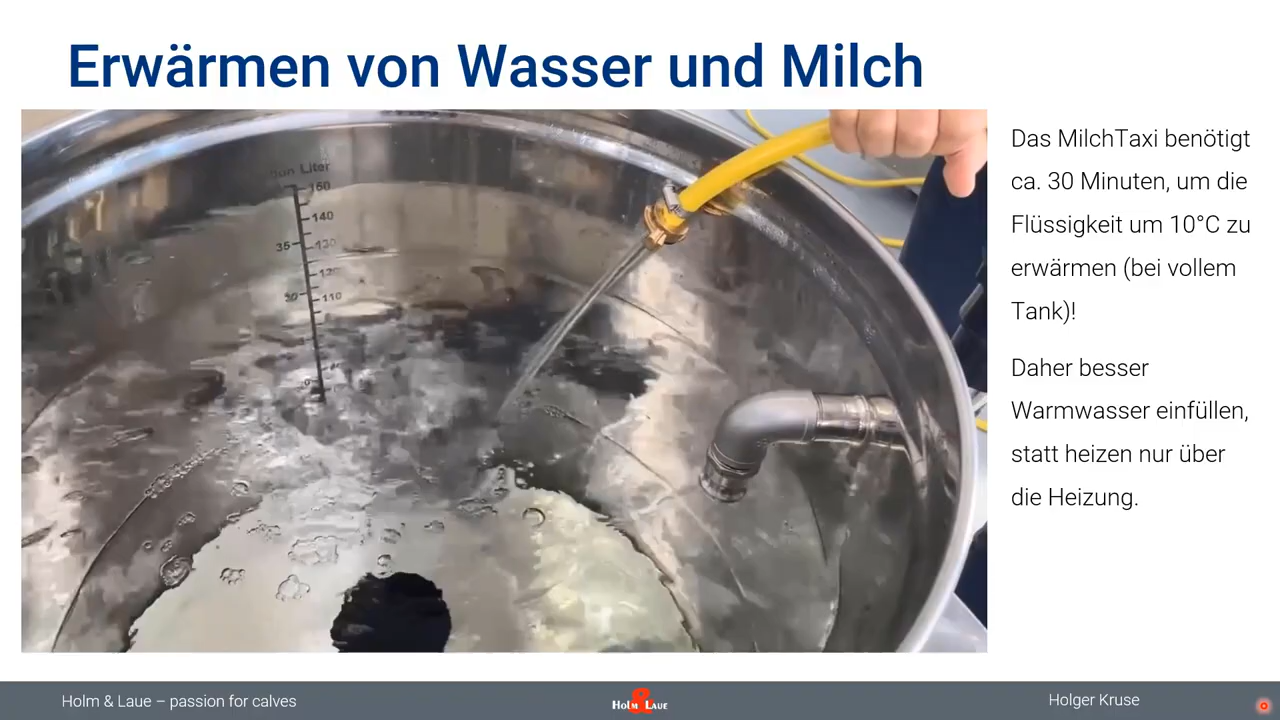 Erwärmen von Wasser und Milch
Liter
160
140
35
130
120
30
110
Das MilchTaxi benötigt
ca. 30 Minuten, um die
Flüssigkeit um 10°C zu
erwärmen (bei vollem
Tank)!
Daher besser
Warmwasser einfüllen,
statt heizen nur über
die Heizung.
Holm & Laue – passion for calves
Holm & Laue
Holger Kruse